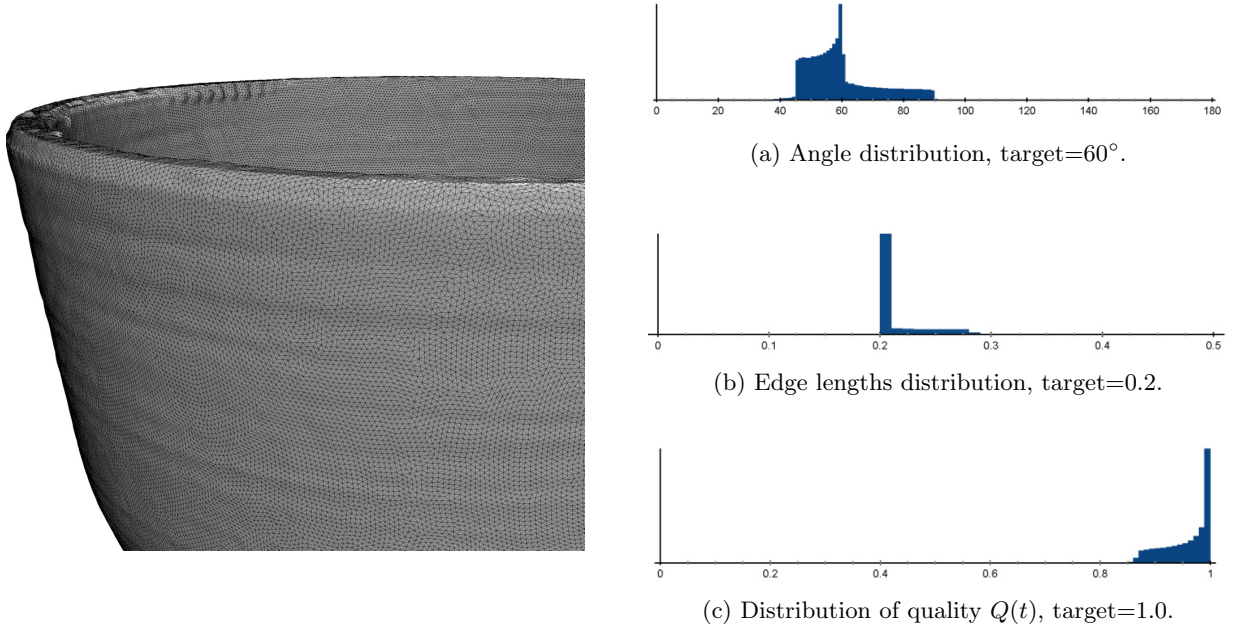 0 20 40 60 80 100 120 140 160 180
(a) Angle distribution, target=60°.
0 0.1 0.2 0.3 0.4 0.5
(b) Edge lengths distribution, target=0.2.
0 0.2 0.4 0.6 0.8 1
(c) Distribution of quality Q(t), target=1.0.